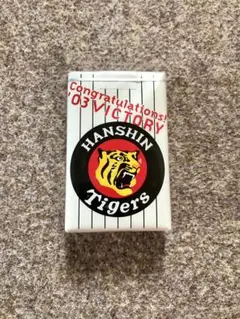 Congratulations!
'03 VICTORY
HANSHIN
Tigers